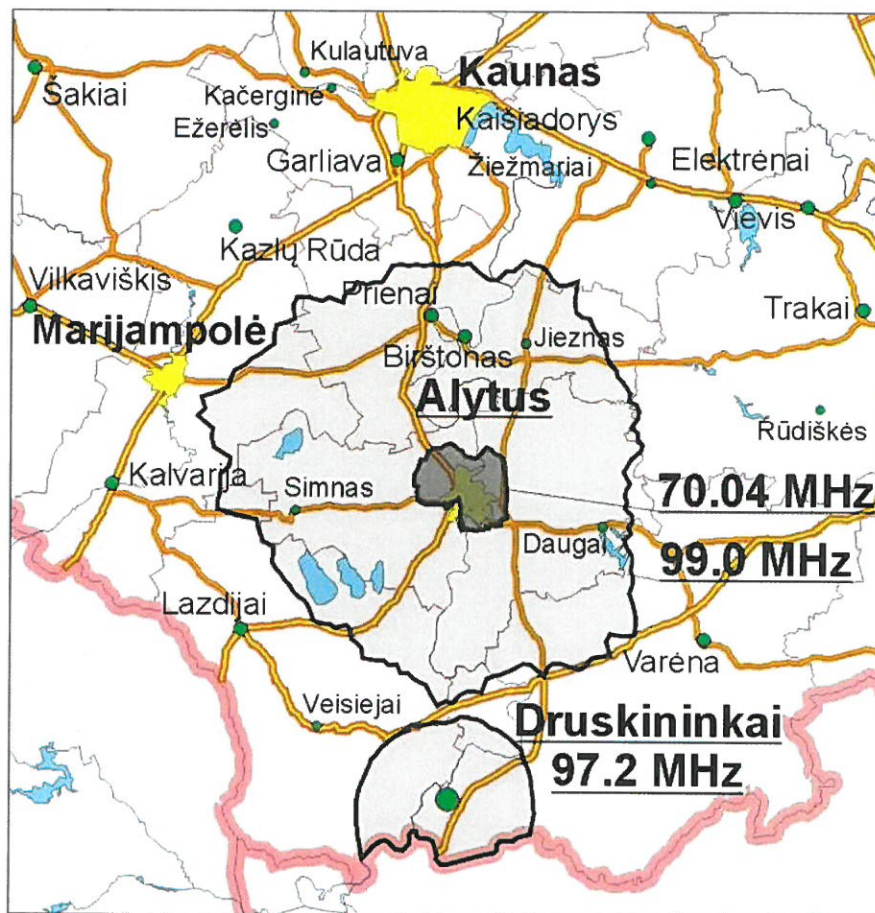 Kulautuva
Kaunas
Šakiai
Kačerginė
Kaišiadorys
Ežerėlis
Garliava
Žiežmariai
Elektrėnai
Vievis
Kazlų Rūda
Vilkaviškis
Prienai
Trakai
Marijampolė
Birštonas
Jieznas
Alytus
Rūdiškės
Kalvarija
Simnas
70.04 MHz
Daugai
99.0 MHz
Lazdijai
Varėna
Veisiejai
Druskininkai
97.2 MHz